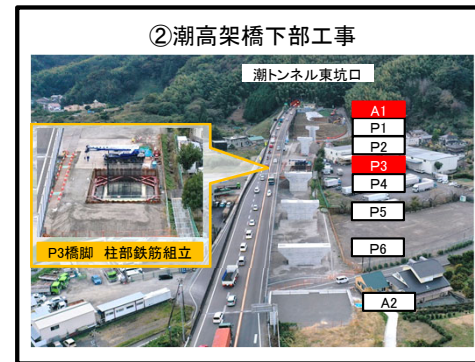 ②潮高架橋下部工事
潮トンネル東坑口
A1
P1
P2
P3
P4
P5
P6
A2
P3橋脚 柱部鉄筋組立